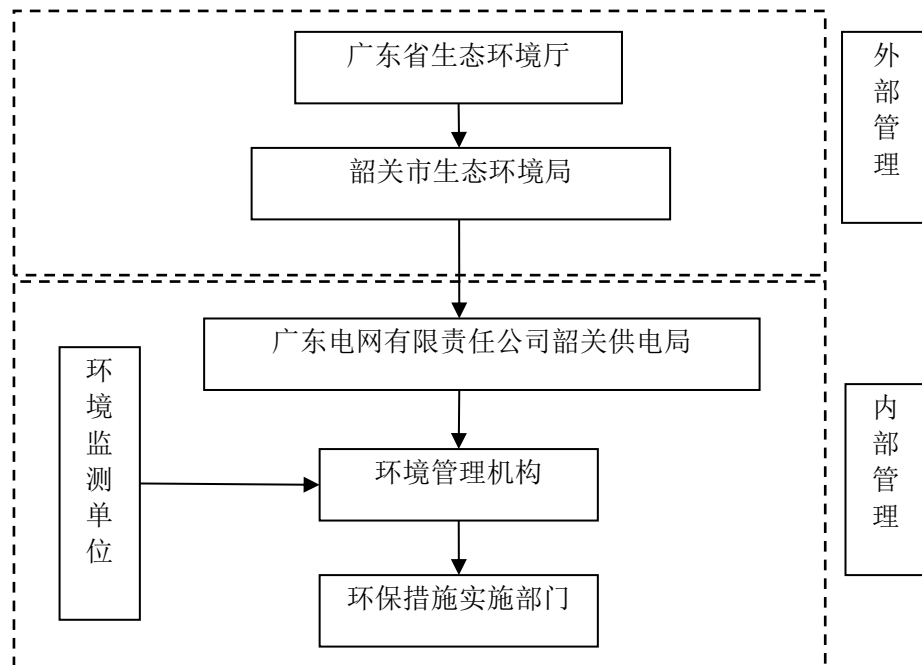 广东省生态环境厅
外部管理
韶关市生态环境局
广东电网有限责任公司韶关供电局
环境监测单位
内部管理
环境管理机构
环保措施实施部门